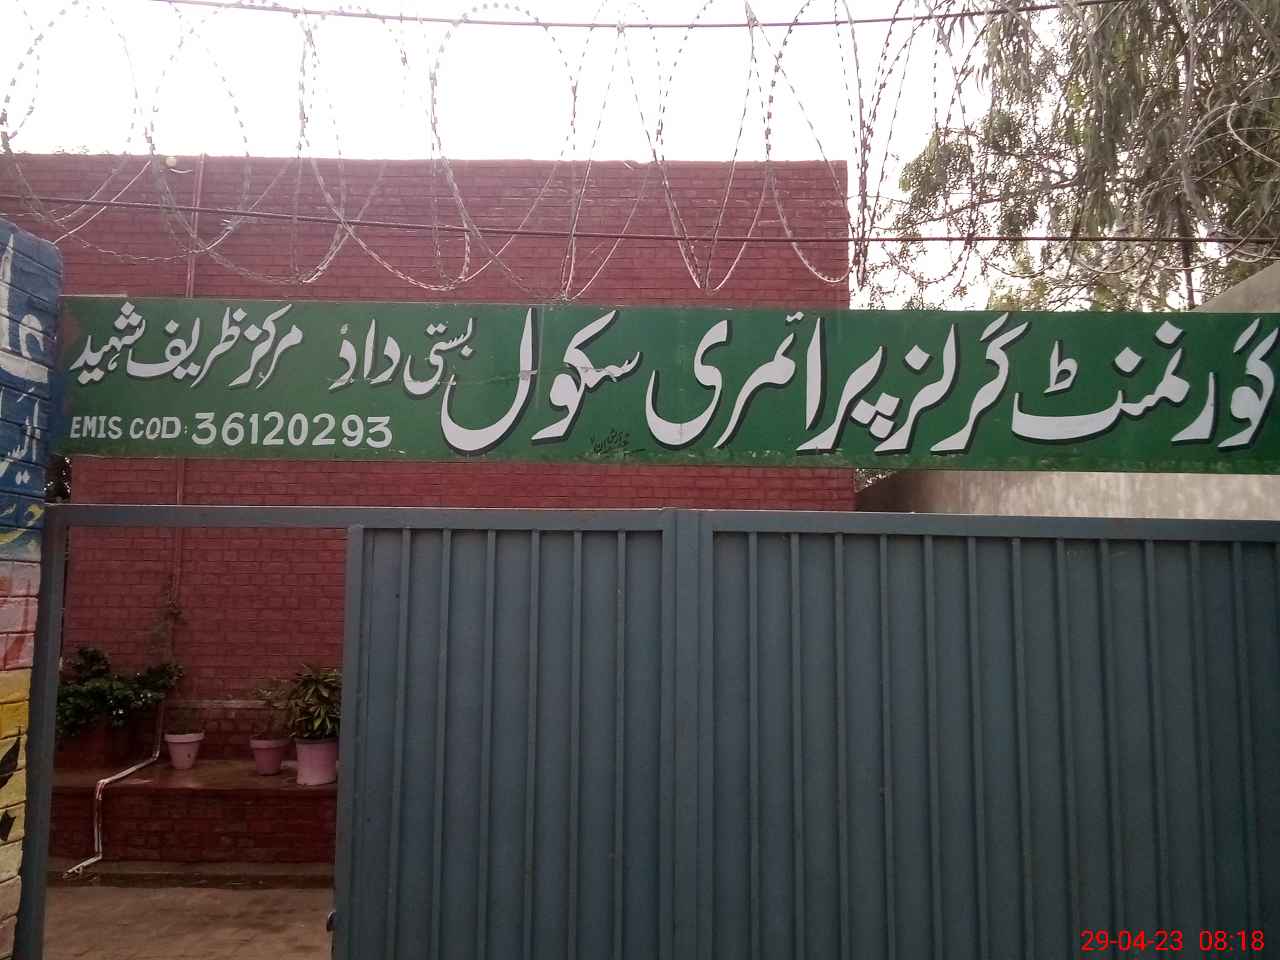 گورنمنٹ گرلز پرائمری سکول بستی داد مرکز ظریف شہید
EMIS COD: 36120293
29-04-23 08:18